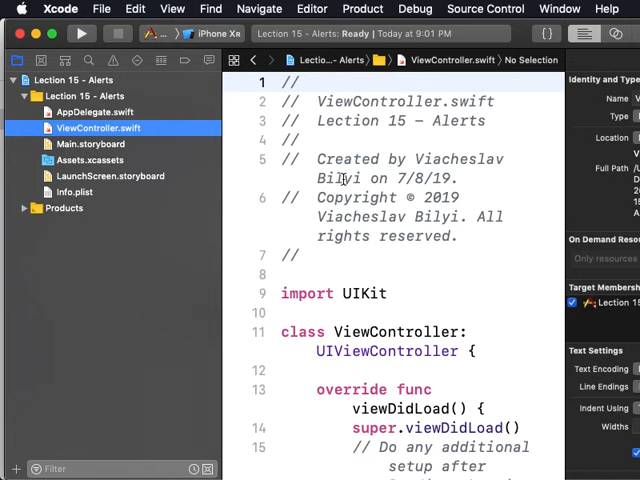 Xcode File Edit View Find Navigate Editor Product Debug Source Control Window Help
iPhone Xʀ Lection 15 - Alerts: Ready | Today at 9:01 PM
Lectio...- Alerts ViewController.swift No Selection
Lection 15 - Alerts
Lection 15 - Alerts
AppDelegate.swift
ViewController.swift
Main.storyboard
Assets.xcassets
LaunchScreen.storyboard
Info.plist
Products
Filter
1 //
2 // ViewController.swift
3 // Lection 15 - Alerts
4 //
5 // Created by Viacheslav
Bilyi on 7/8/19.
6 // Copyright © 2019
Viacheslav Bilyi. All
rights reserved.
7 //
8
9 import UIKit
10
11 class ViewController:
UIViewController {
12
13 override func
viewDidLoad() {
14 super.viewDidLoad()
15 // Do any additional
setup after
Identity and Type
Name
Type
Location
Full Path
On Demand Resou
Only resources
Target Membersh
Lection 15
Text Settings
Text Encoding
Line Endings
Indent Using
Widths